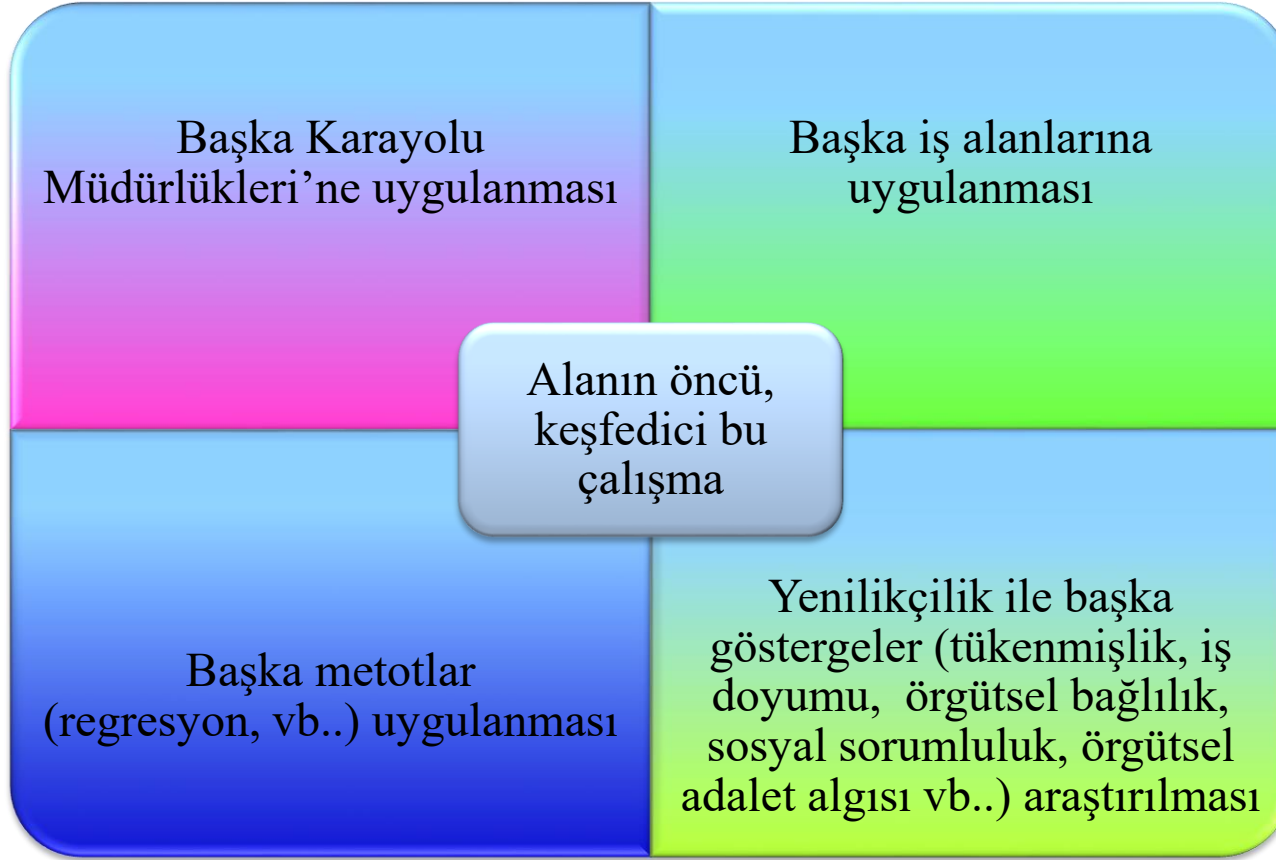 Başka Karayolu
Müdürlükleri’ne uygulanması
Başka iş alanlarına
uygulanması
Alanın öncü,
keşfedici bu
çalışma
Başka metotlar
(regresyon, vb..) uygulanması
Yenilikçilik ile başka
göstergeler (tükenmişlik, iş
doyumu, örgütsel bağlılık,
sosyal sorumluluk, örgütsel
adalet algısı vb..) araştırılması